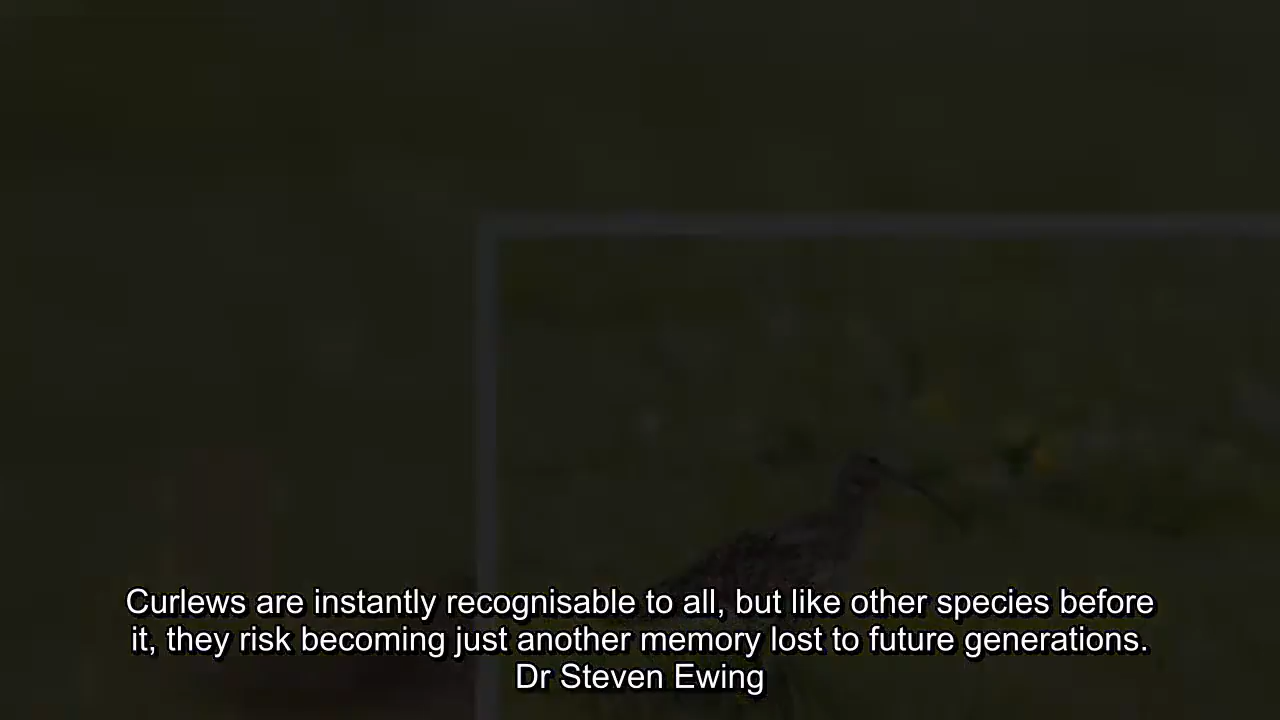 Curlews are instantly recognisable to all, but like other species before
it, they risk becoming just another memory lost to future generations.
Dr Steven Ewing